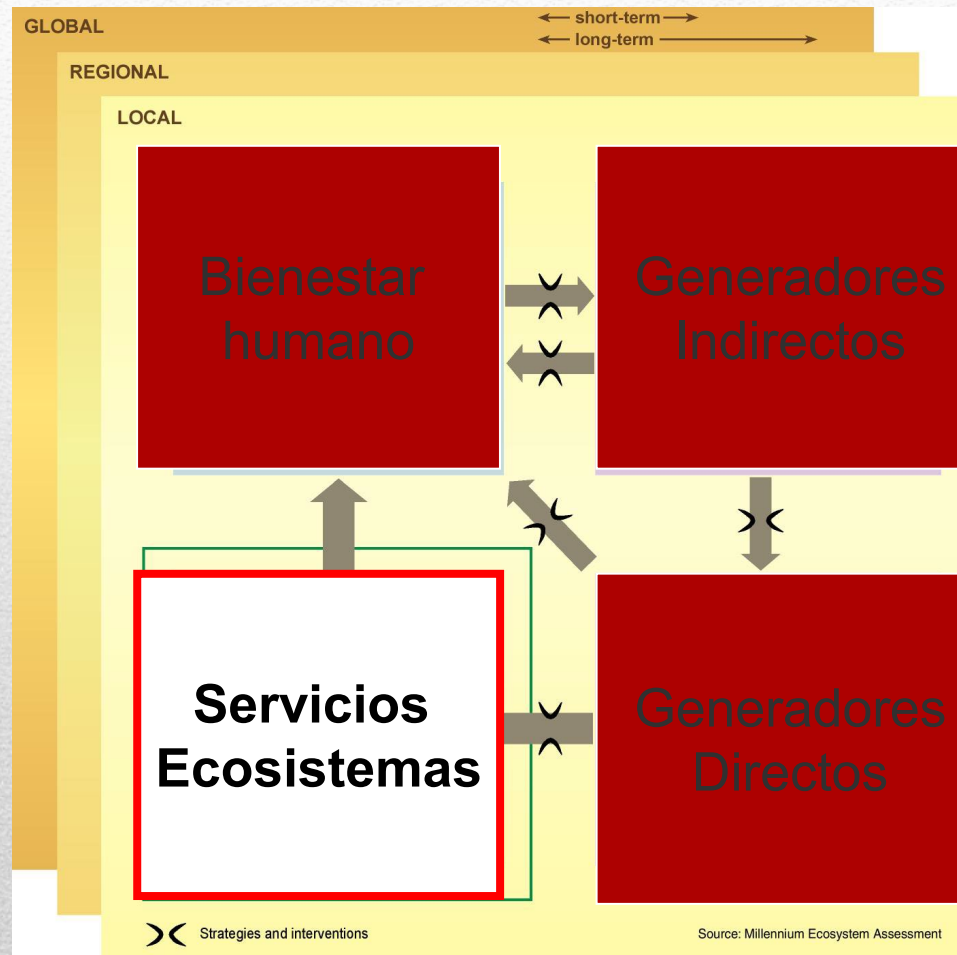 GLOBAL
short-term
long-term
REGIONAL
LOCAL
Bienestar
humano
Generadores
Indirectos
Servicios
Ecosistemas
Generadores
Directos
Strategies and interventions
Source: Millennium Ecosystem Assessment